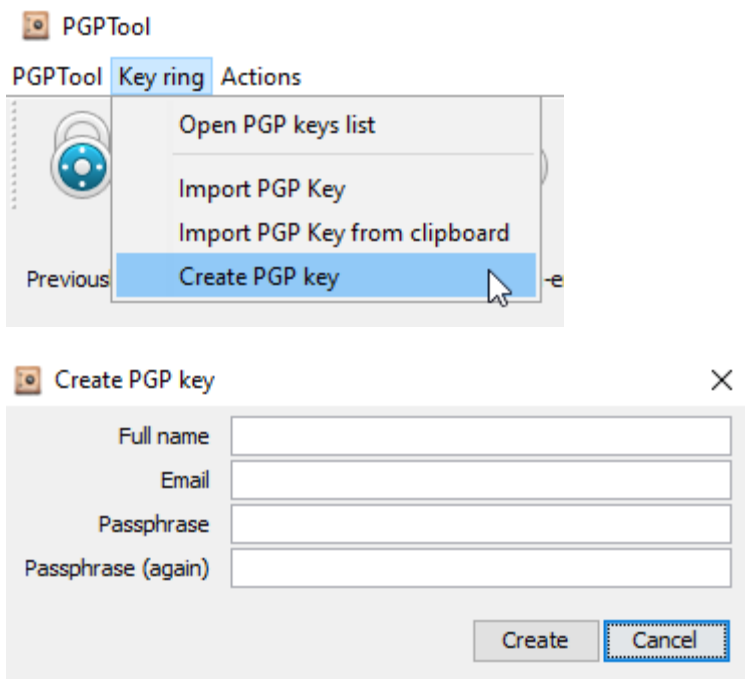 PGPTool
PGPTool Key ring Actions
Open PGP keys list
Import PGP Key
Import PGP Key from clipboard
Previous
Create PGP key
-e
Create PGP key
Full name
Email
Passphrase
Passphrase (again)
Create Cancel